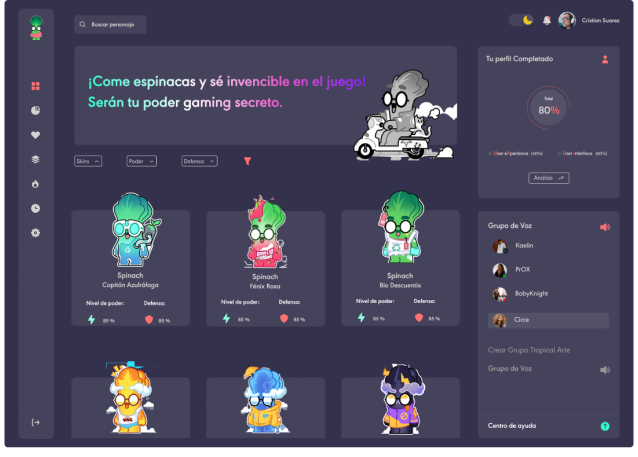 Buscar personaje
Cristian Suarez
¡Come espinacas y sé invencible en el juego!
Serán tu poder gaming secreto.
Skins
Poder
Defensa
Spinach
Capitán Azulráfaga
Nivel de poder:
Defensa:
85 %
85 %
Spinach
Fénix Rosa
Nivel de poder:
Defensa:
85 %
85 %
Spinach
Bio Descuentix
Nivel de poder:
Defensa:
85 %
85 %
Tu perfil Completado
Total
80%
User eXperience (40%)
User Interface (40%)
Análisis
Grupo de Voz
Kaelin
PrOX
BabyKnight
Circe
Crear Grupo Tropical Arte
Grupo de Voz
Centro de ayuda
?